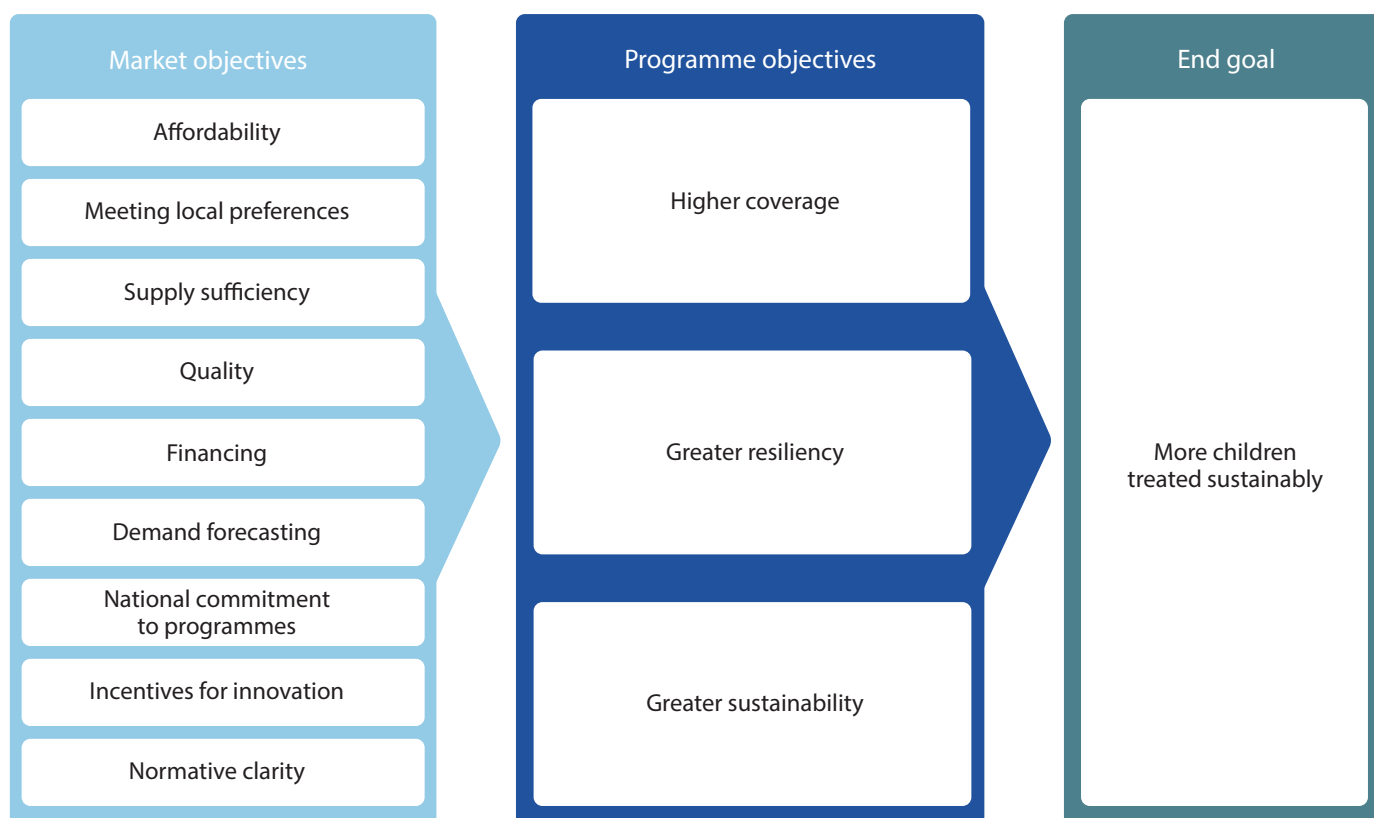 Market objectives
Affordability
Meeting local preferences
Supply sufficiency
Quality
Financing
Demand forecasting
National commitment
to programmes
Incentives for innovation
Normative clarity
Programme objectives
Higher coverage
Greater resiliency
Greater sustainability
End goal
More children
treated sustainably